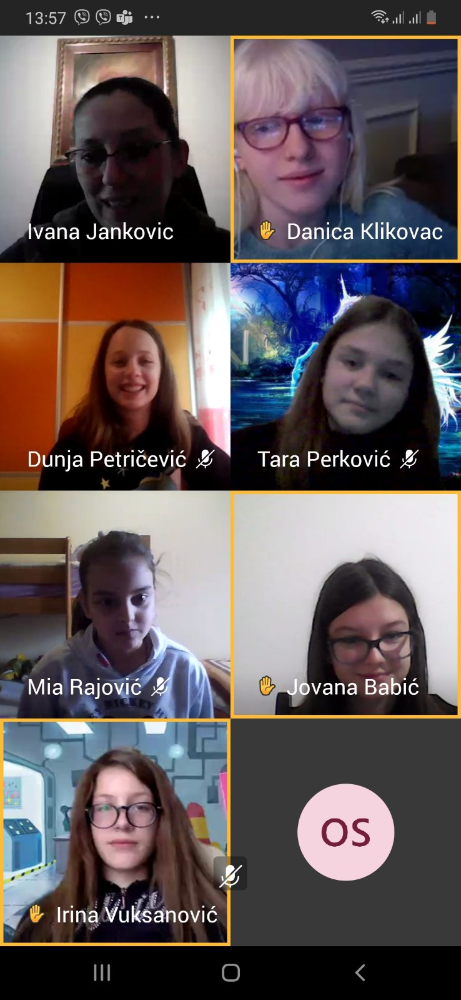 13:57
Ivana Jankovic
Danica Klikovac
Dunja Petričević
Tara Perković
Mia Rajović
Jovana Babić
Irina Vuksanović
OS